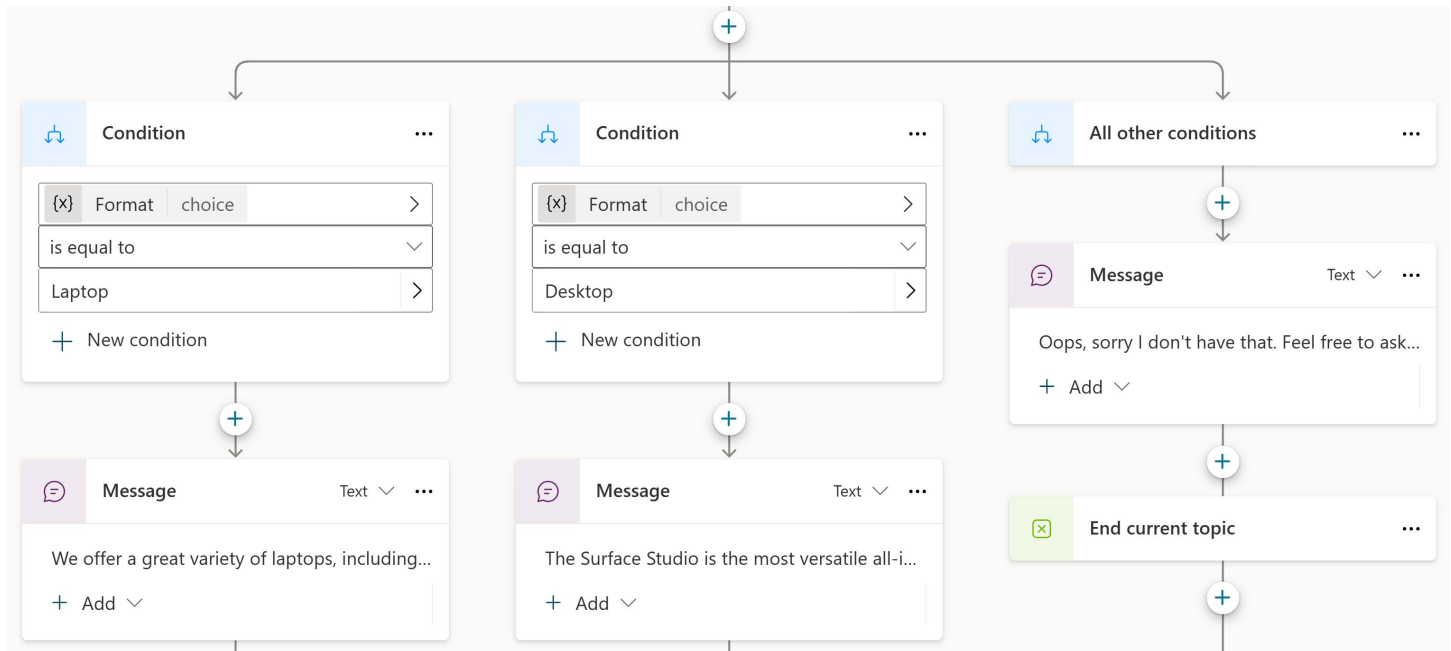 Condition
...
{x} Format choice
is equal to
Laptop
+ New condition
Message Text ...
We offer a great variety of laptops, including...
+ Add
Condition
...
{x} Format choice
is equal to
Desktop
+ New condition
Message Text ...
The Surface Studio is the most versatile all-i...
+ Add
All other conditions
...
Message Text ...
Oops, sorry I don't have that. Feel free to ask...
+ Add
End current topic
...